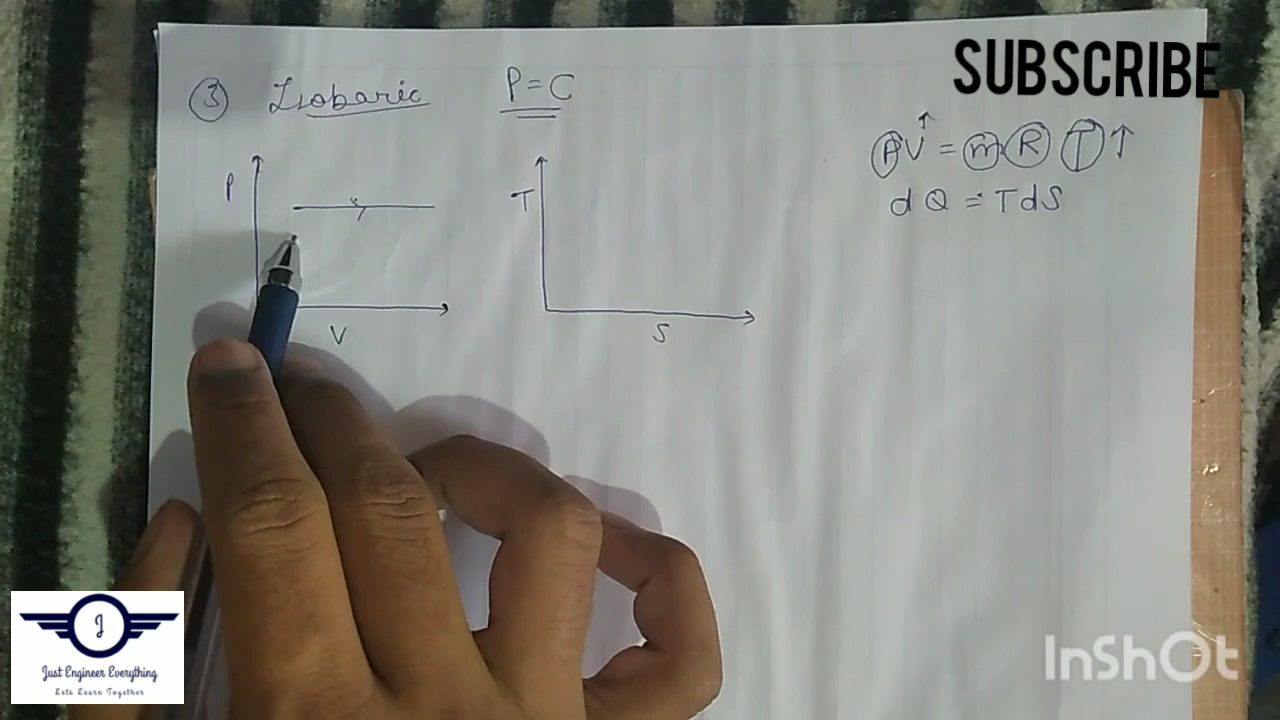 SUBSCRIBE
③ Isobaric P = C
PV↑ = mRT↑
dQ = TdS
P
V
T
S
J
Just Engineer Everything
Lets Learn Together
InShOt